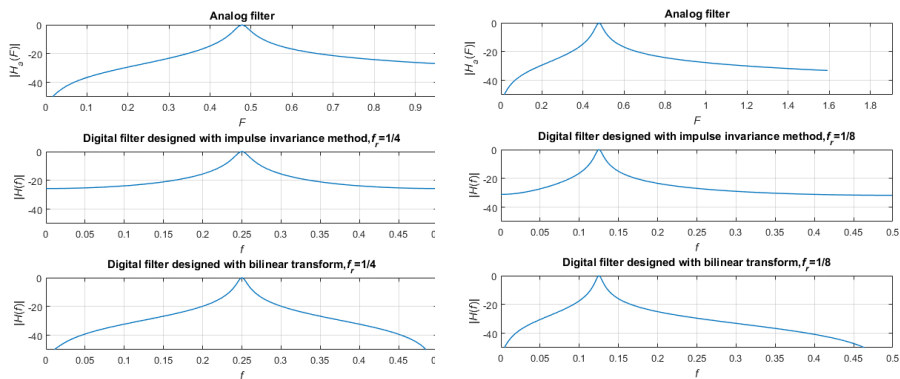 Analog filter
|H_a(F)|
0
-20
-40
0 0.1 0.2 0.3 0.4 0.5 0.6 0.7 0.8 0.9
F
Digital filter designed with impulse invariance method,f_r=1/4
|H(f)|
0
-20
-40
0 0.05 0.1 0.15 0.2 0.25 0.3 0.35 0.4 0.45 0
f
Digital filter designed with bilinear transform,f_r=1/4
|H(f)|
0
-20
-40
0 0.05 0.1 0.15 0.2 0.25 0.3 0.35 0.4 0.45 0
f
Analog filter
|H_a(F)|
0
-20
-40
0 0.2 0.4 0.6 0.8 1 1.2 1.4 1.6 1.8
F
Digital filter designed with impulse invariance method,f_r=1/8
|H(f)|
0
-20
-40
0 0.05 0.1 0.15 0.2 0.25 0.3 0.35 0.4 0.45 0.5
f
Digital filter designed with bilinear transform,f_r=1/8
|H(f)|
0
-20
-40
0 0.05 0.1 0.15 0.2 0.25 0.3 0.35 0.4 0.45 0.5
f